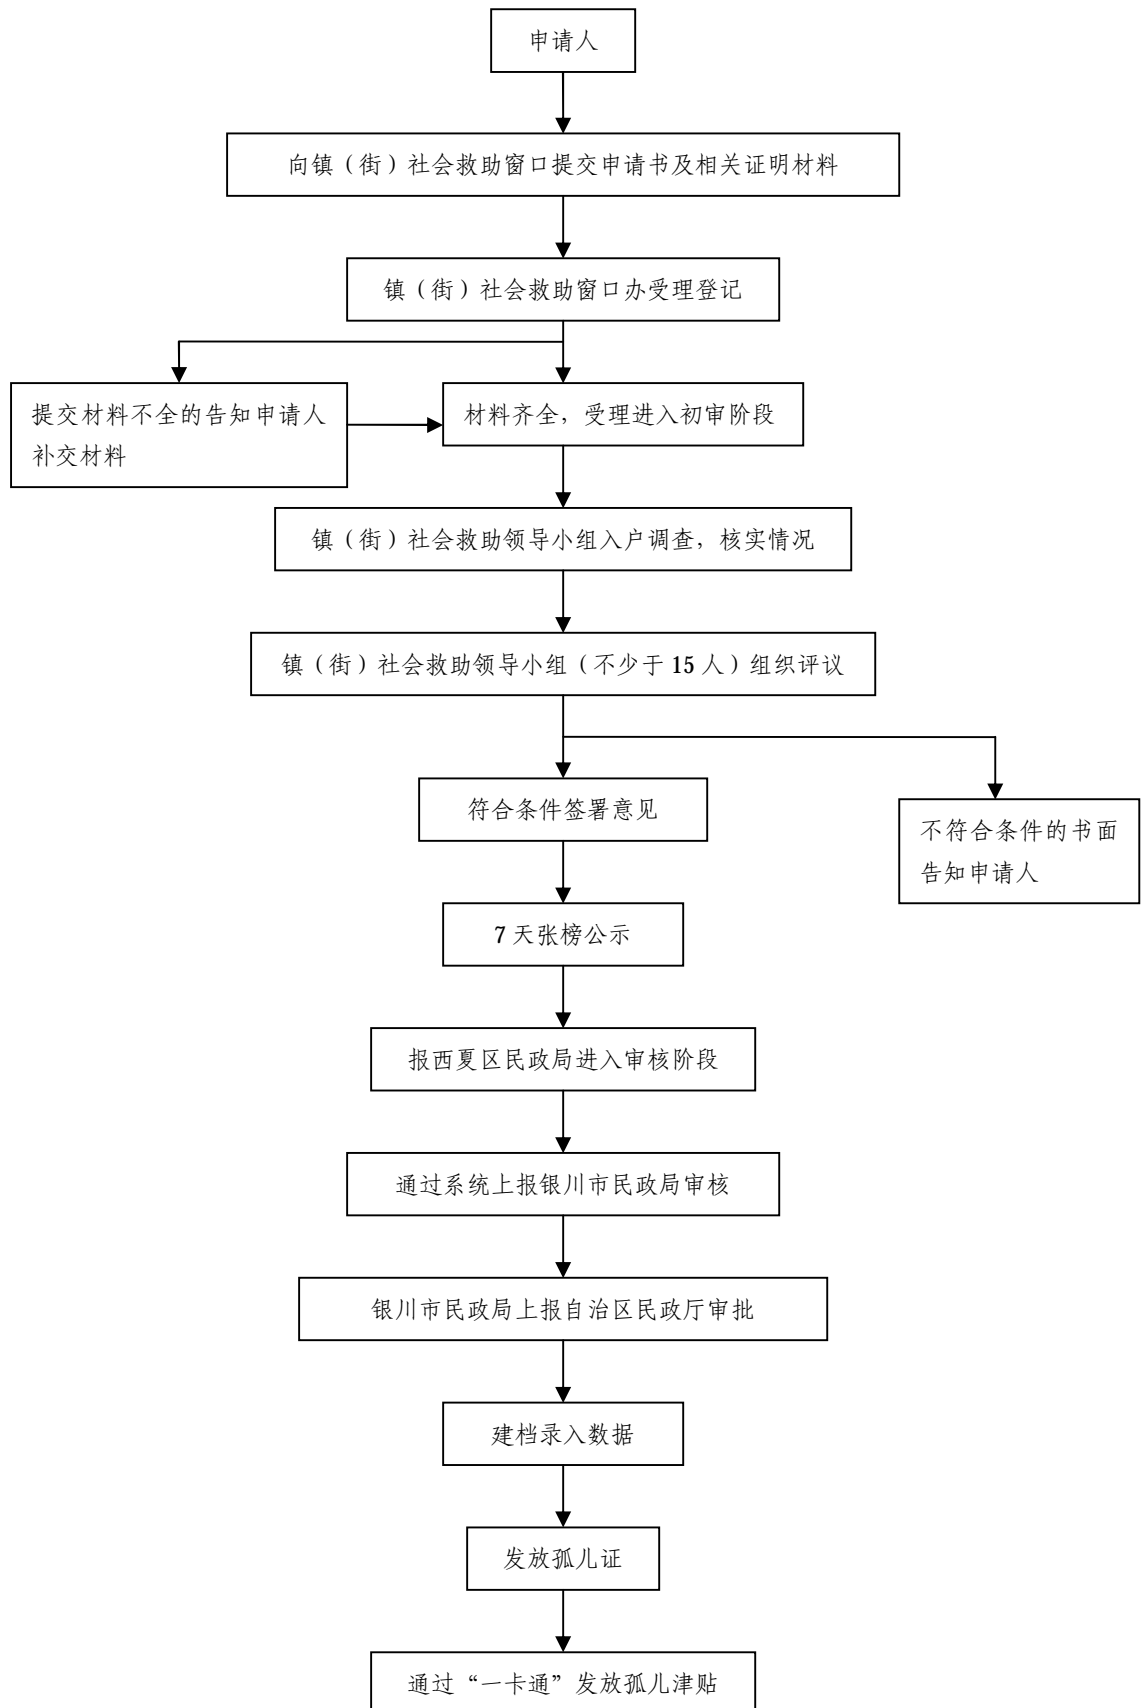 申请人
向镇（街）社会救助窗口提交申请书及相关证明材料
镇（街）社会救助窗口办受理登记
提交材料不全的告知申请人
补交材料
材料齐全，受理进入初审阶段
镇（街）社会救助领导小组入户调查，核实情况
镇（街）社会救助领导小组（不少于 15 人）组织评议
符合条件签署意见
不符合条件的书面
告知申请人
7 天张榜公示
报西夏区民政局进入审核阶段
通过系统上报银川市民政局审核
银川市民政局上报自治区民政厅审批
建档录入数据
发放孤儿证
通过“一卡通”发放孤儿津贴